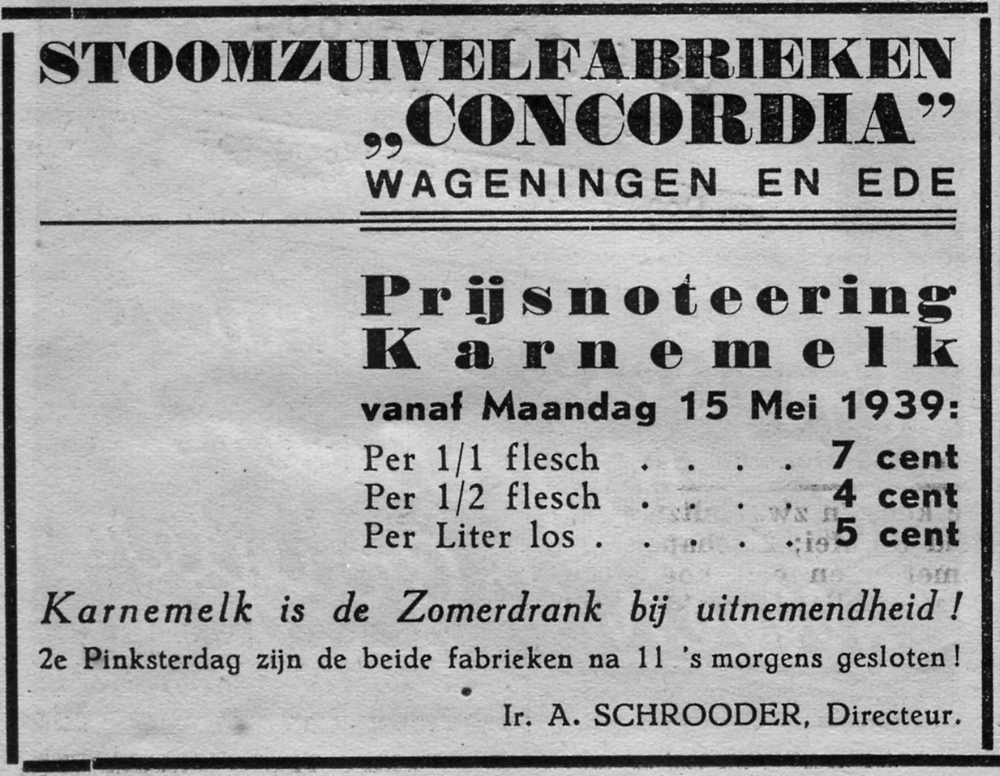 STOOMZUIVELFABRIEKEN
„CONCORDIA”
WAGENINGEN EN EDE
Prijsnoteering
Karnemelk
vanaf Maandag 15 Mei 1939:
Per 1/1 flesch . . . . 7 cent
Per 1/2 flesch . . . . 4 cent
Per Liter los . . . . . 5 cent
Karnemelk is de Zomerdrank bij uitnemendheid !
2e Pinksterdag zijn de beide fabrieken na 11 's morgens gesloten !
Ir. A. SCHROODER, Directeur.